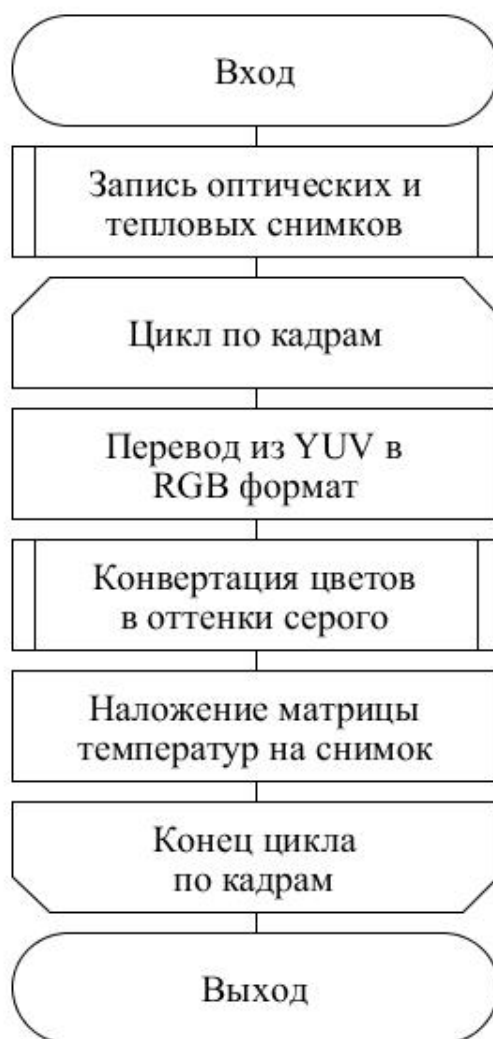 Вход
Запись оптических и
тепловых снимков
Цикл по кадрам
Перевод из YUV в
RGB формат
Конвертация цветов
в оттенки серого
Наложение матрицы
температур на снимок
Конец цикла
по кадрам
Выход